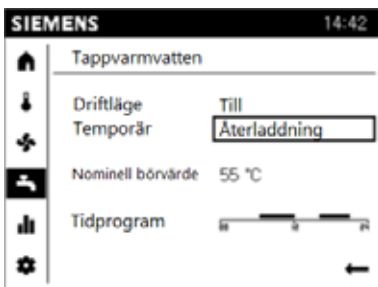 SIEMENS 14:42
Tappvarmvatten
Driftläge Till
Temporär Återladdning
Nominell börvärde 55 °C
Tidprogram